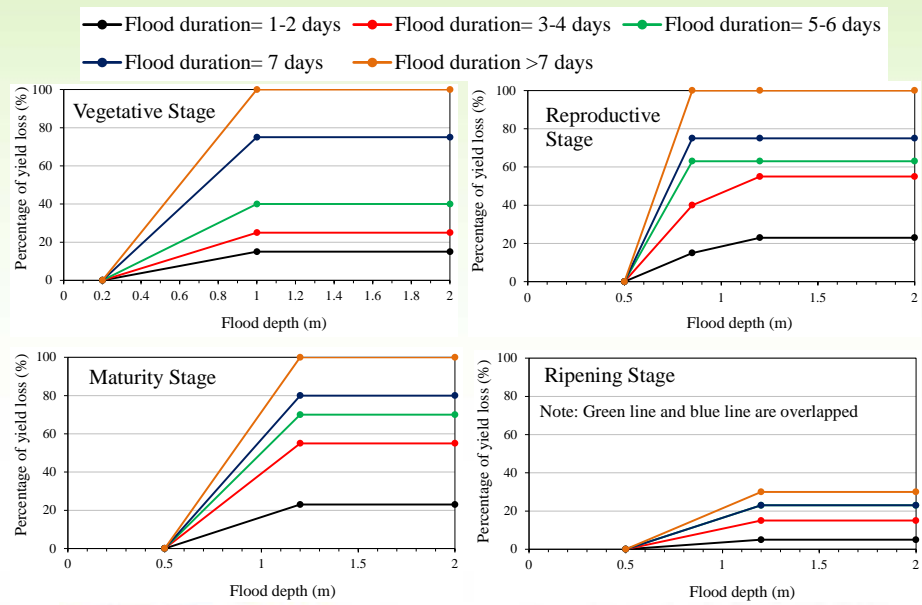 Flood duration= 1-2 days Flood duration= 3-4 days Flood duration= 5-6 days
Flood duration= 7 days Flood duration >7 days
Percentage of yield loss (%)
Vegetative Stage
100
80
60
40
20
0
0 0.2 0.4 0.6 0.8 1 1.2 1.4 1.6 1.8 2
Flood depth (m)
Percentage of yield loss (%)
Reproductive
Stage
100
80
60
40
20
0
0 0.5 1 1.5 2
Flood depth (m)
Percentage of yield loss (%)
Maturity Stage
100
80
60
40
20
0
0 0.5 1 1.5 2
Flood depth (m)
Percentage of yield loss (%)
Ripening Stage
Note: Green line and blue line are overlapped
100
80
60
40
20
0
0 0.5 1 1.5 2
Flood depth (m)